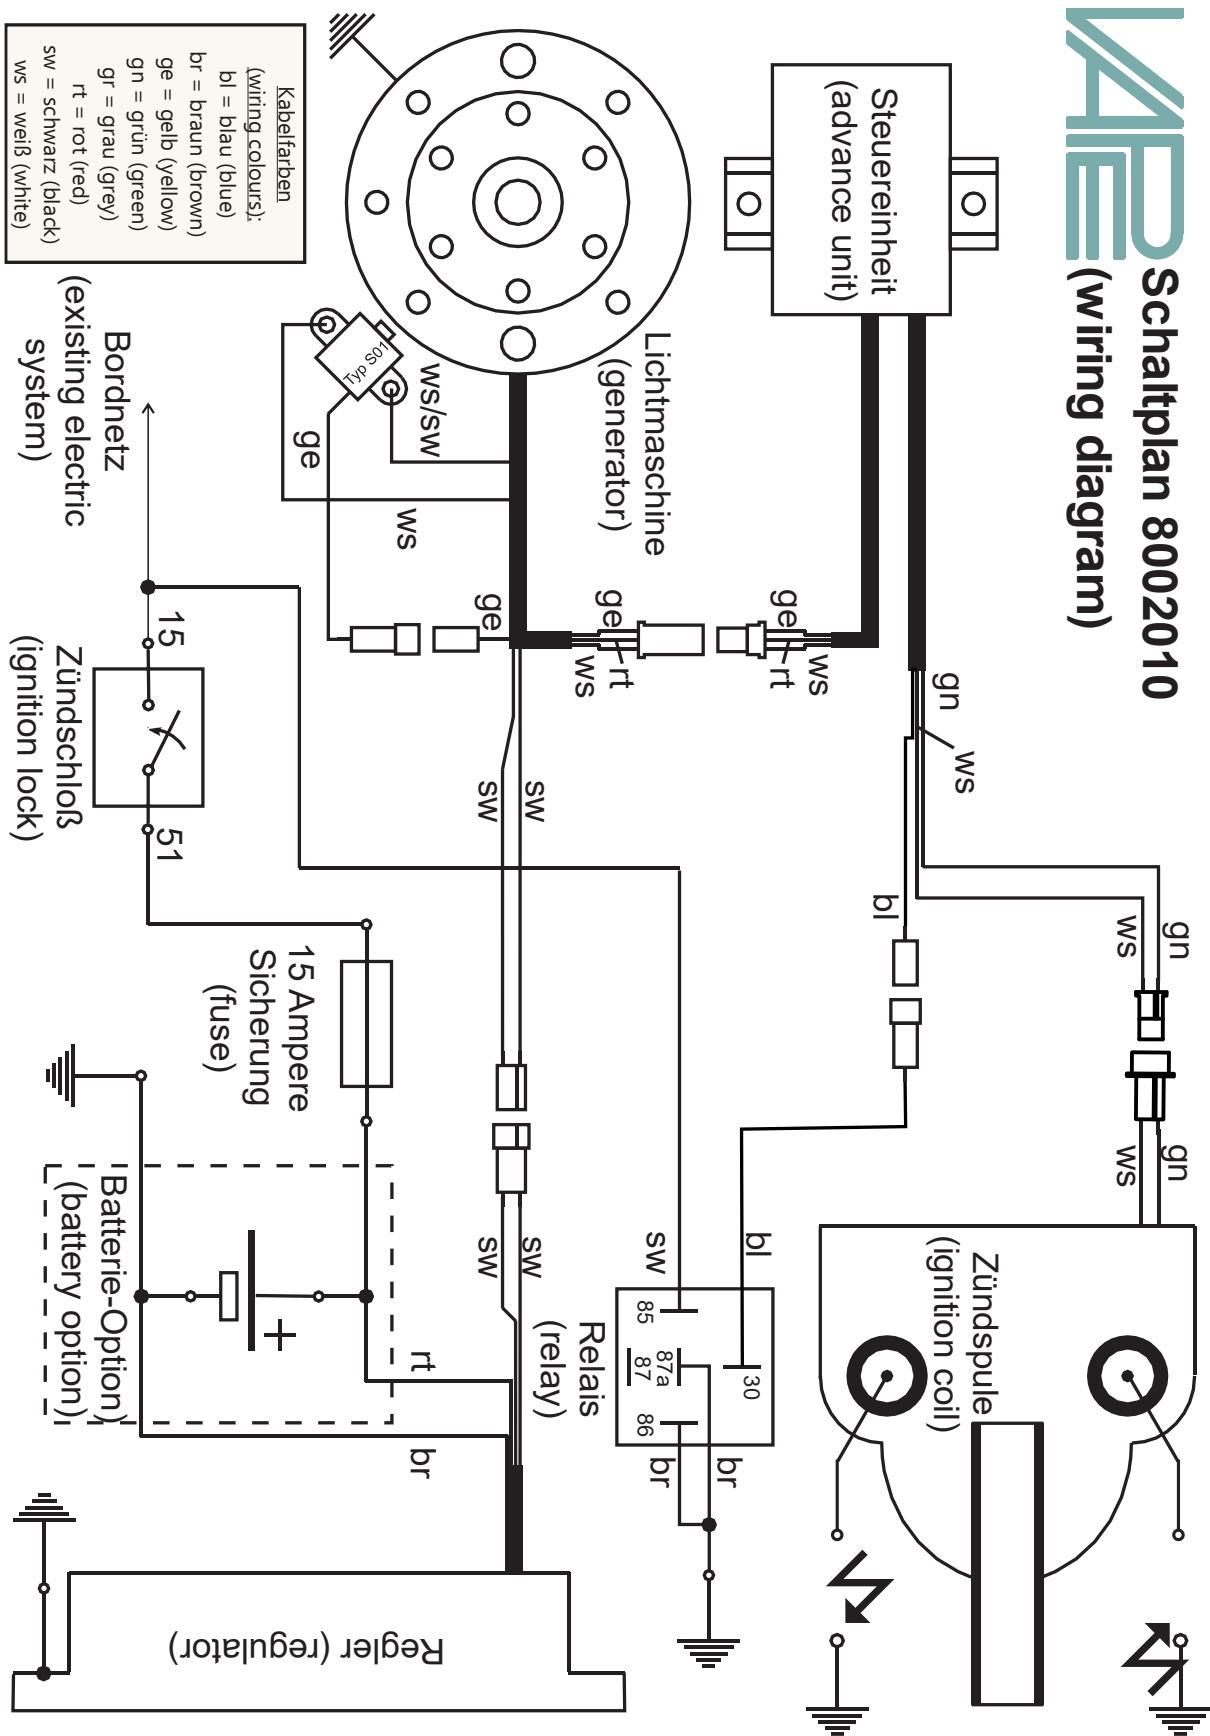 VAPE
Schaltplan 8002010
(wiring diagram)
Steuereinheit
(advance unit)
gn
ws
gn
ws
gn
ws
Zündspule
(ignition coil)
bl
bl
ge
rt
ws
ge
rt
ws
Lichtmaschine
(generator)
Typ S01
ws/sw
ws
ge
ge
sw
sw
sw
sw
sw
85
87a
87
86
30
Relais
(relay)
br
br
Kabelfarben
(wiring colours):
bl = blau (blue)
br = braun (brown)
ge = gelb (yellow)
gn = grün (green)
gr = grau (grey)
rt = rot (red)
sw = schwarz (black)
ws = weiß (white)
Bordnetz
(existing electric
system)
15
51
Zündschloß
(ignition lock)
15 Ampere
Sicherung
(fuse)
Batterie-Option
(battery option)
+
rt
br
Regler (regulator)